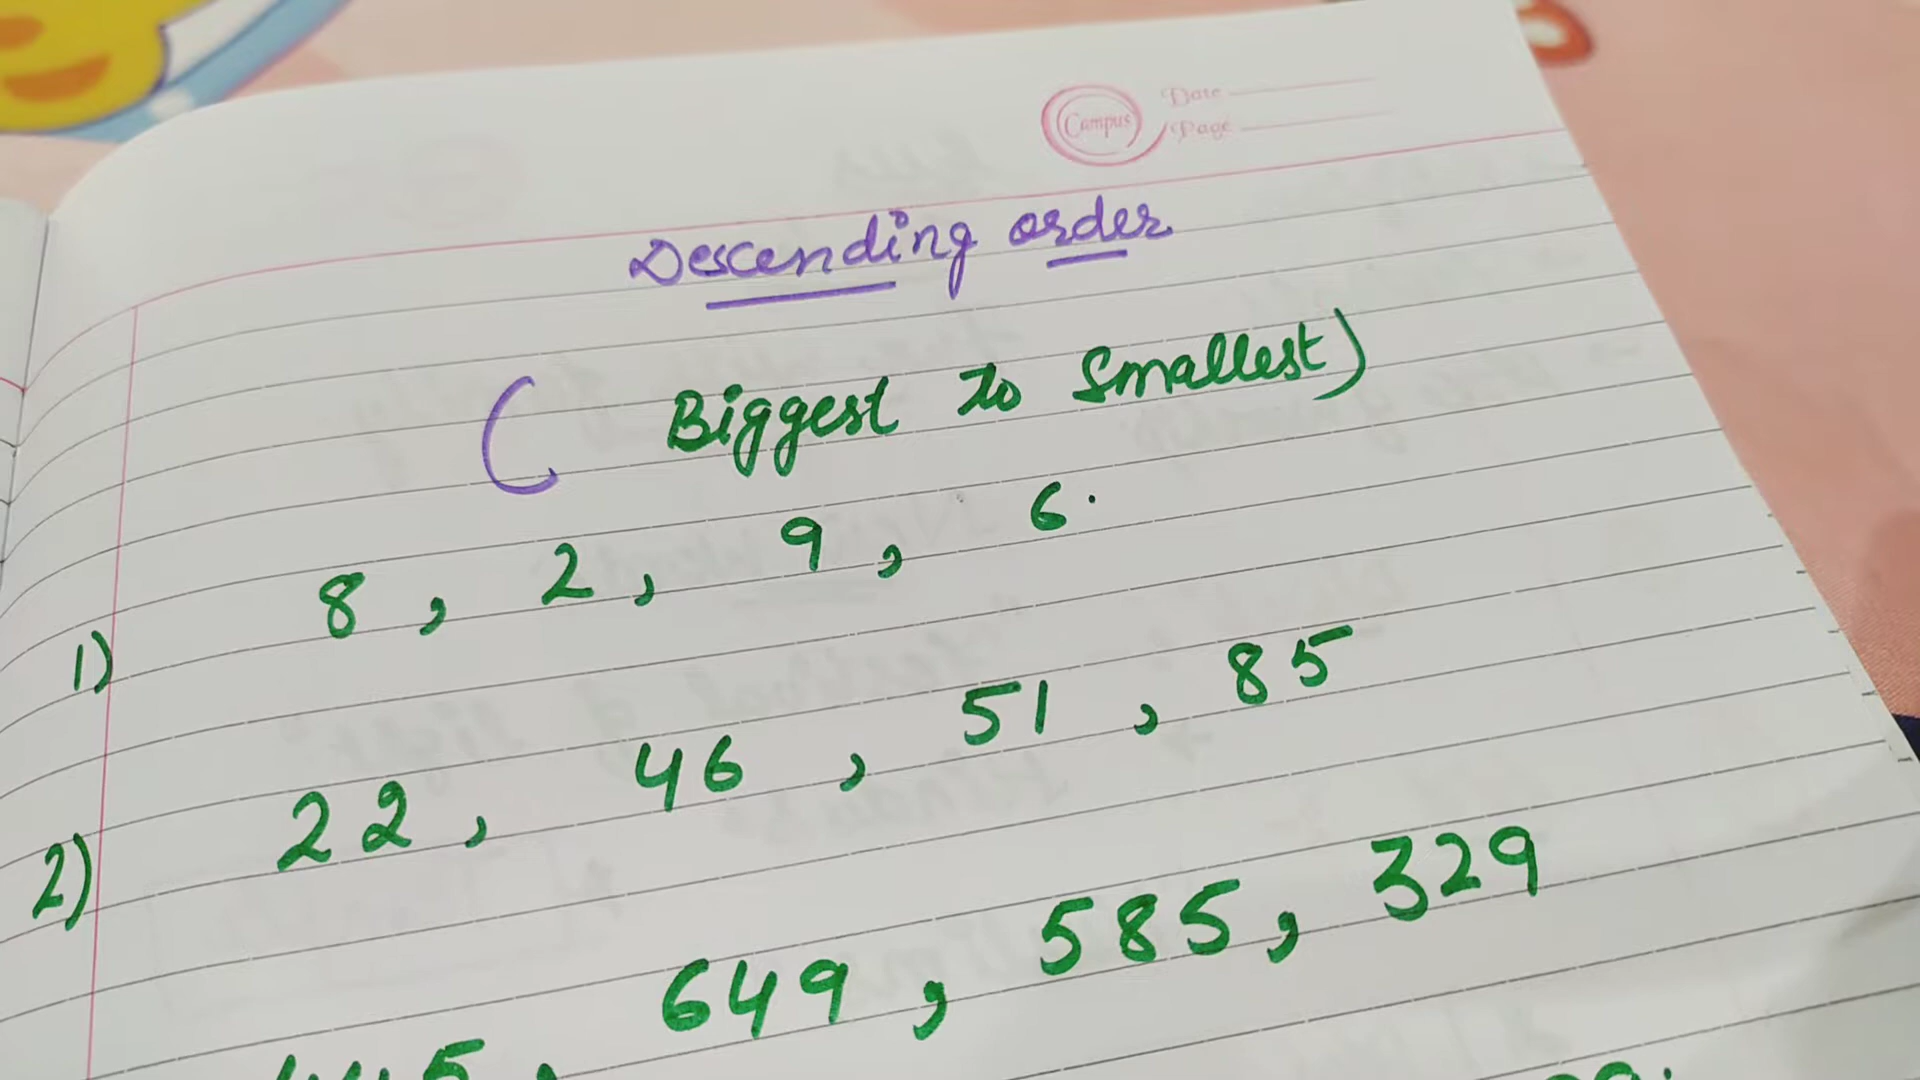 Campus Date
Page
Descending order
( Biggest to Smallest)
1) 8 , 2 , 9 , 6 .
2) 22 , 46 , 51 , 85
649 , 585 , 329